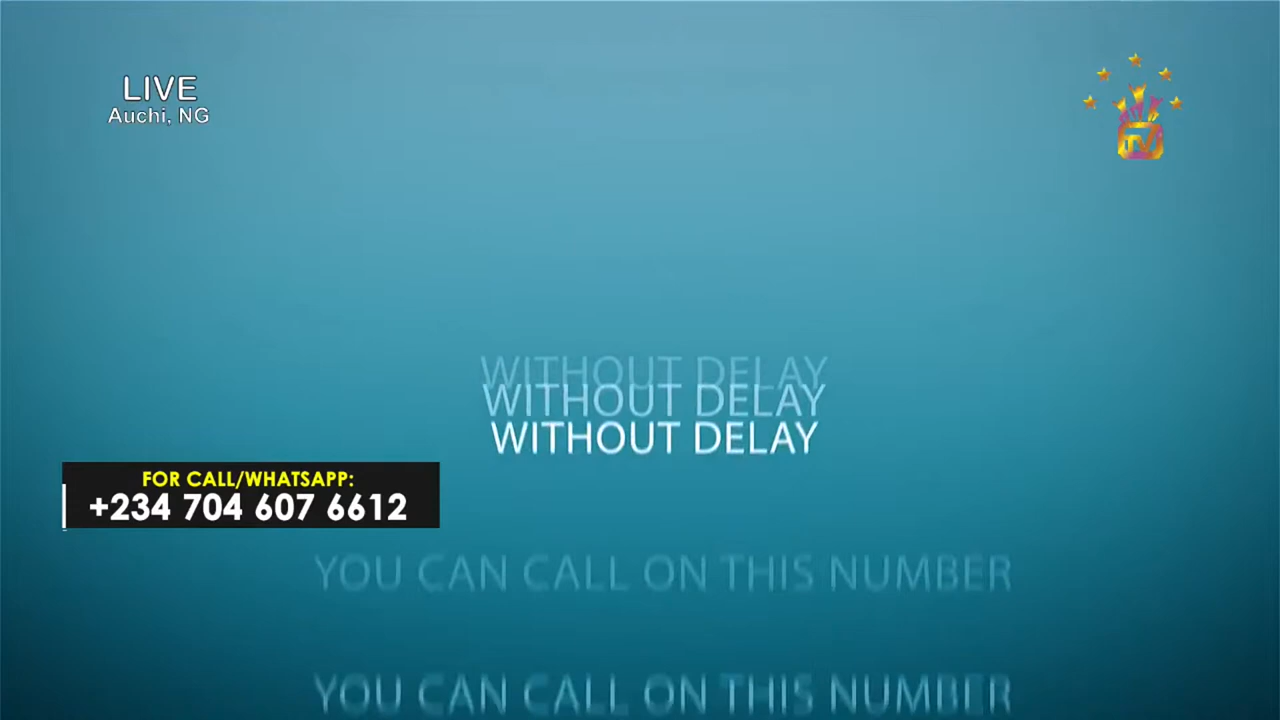 LIVE
Auchi, NG
TV
WITHOUT DELAY
WITHOUT DELAY
WITHOUT DELAY
FOR CALL/WHATSAPP:
+234 704 607 6612
YOU CAN CALL ON THIS NUMBER
YOU CAN CALL ON THIS NUMBER